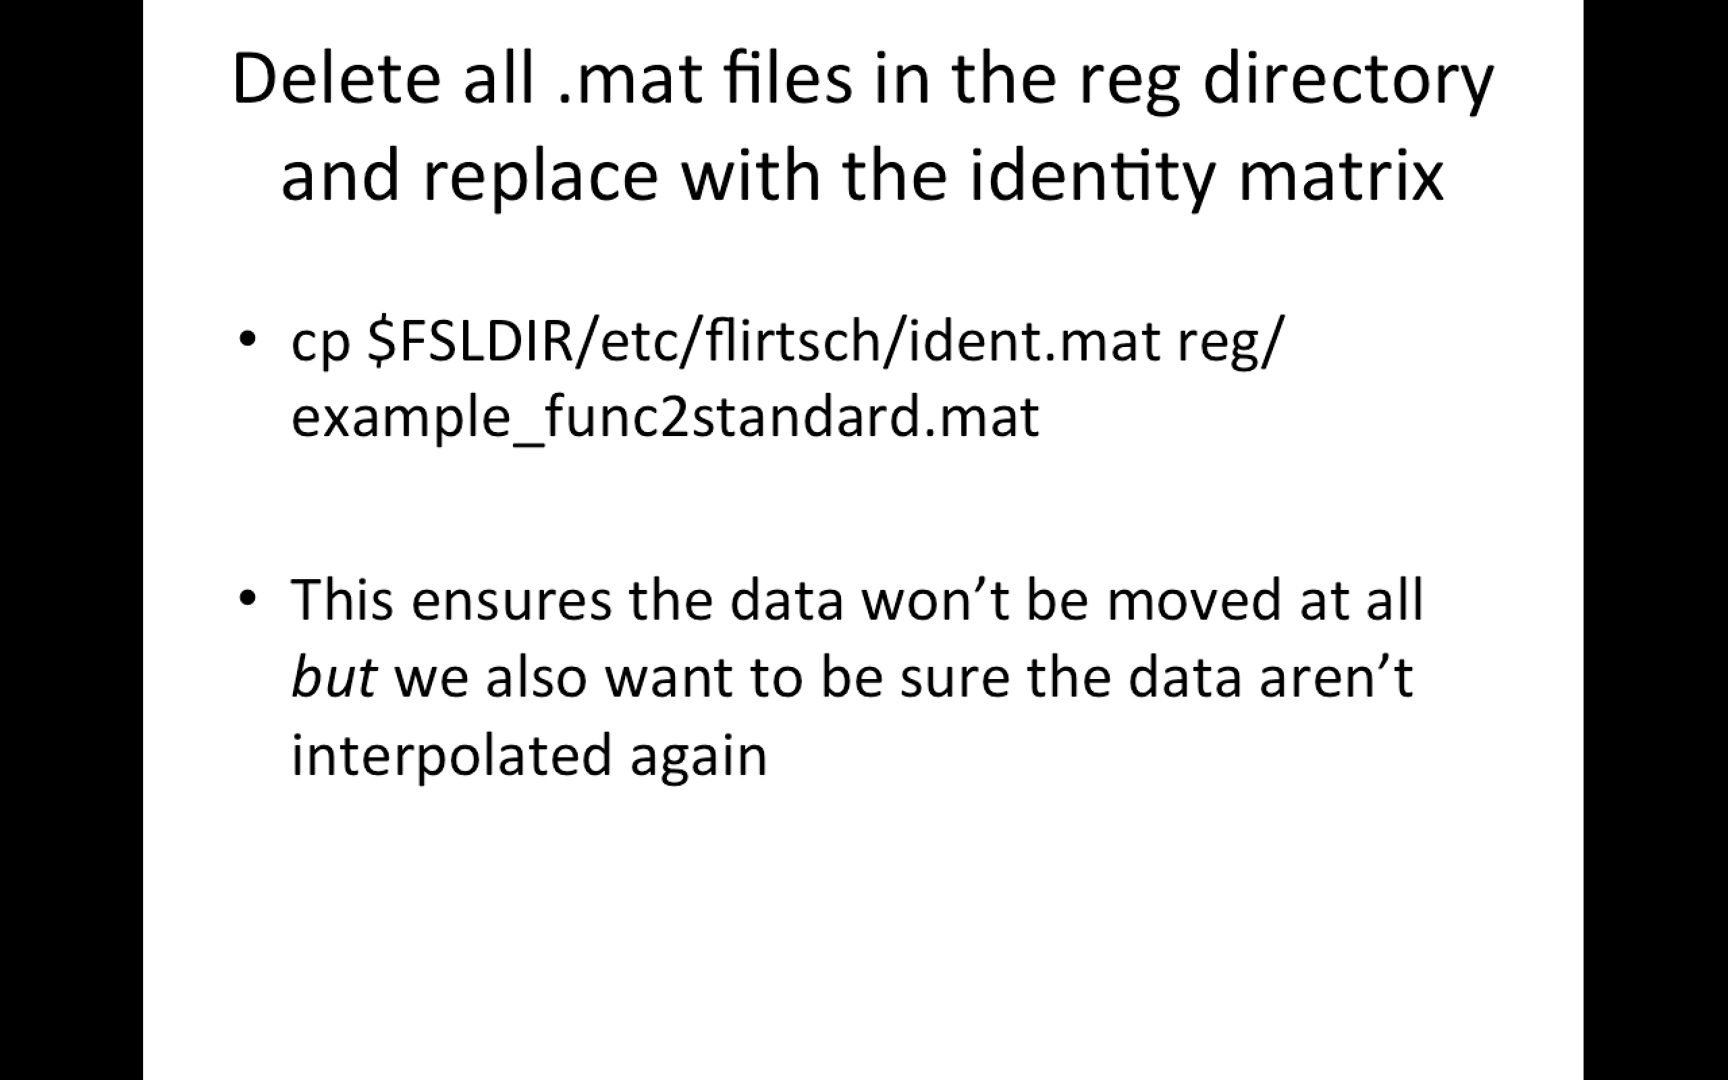 Delete all .mat files in the reg directory
and replace with the identity matrix
• cp $FSLDIR/etc/flirtsch/ident.mat reg/
example_func2standard.mat
• This ensures the data won’t be moved at all
but we also want to be sure the data aren’t
interpolated again